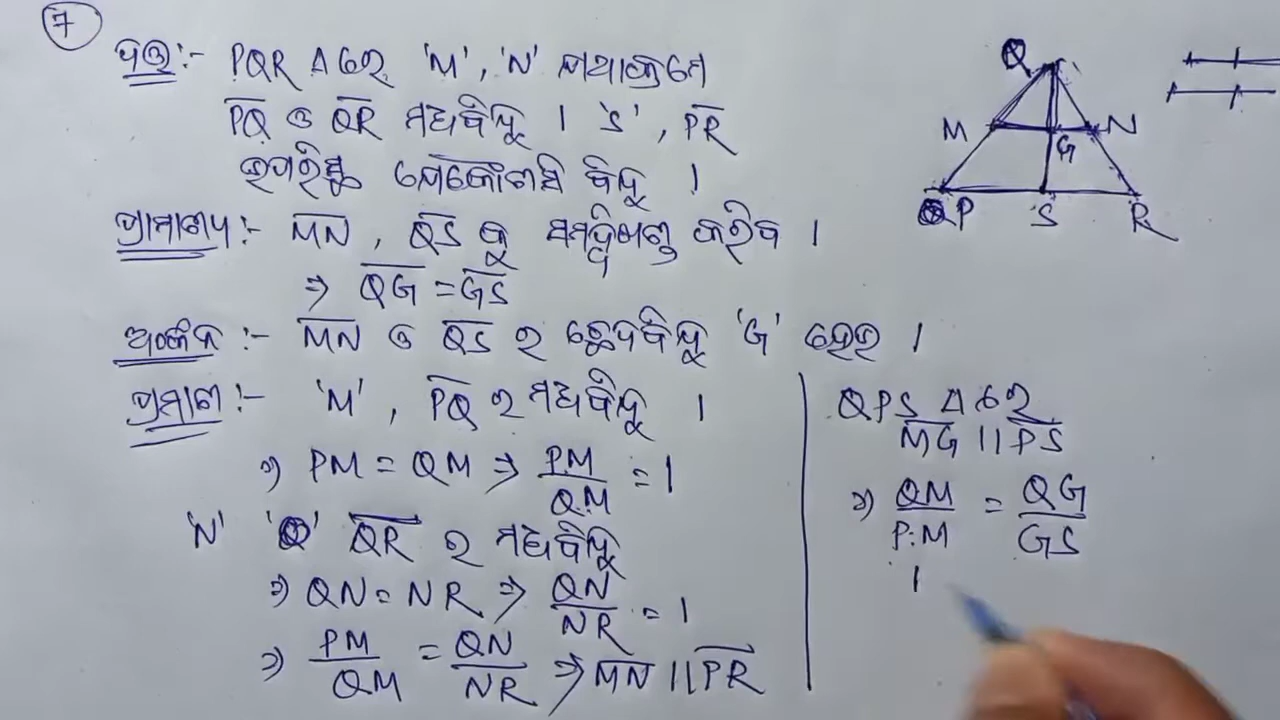 7
ଦତ୍ତ :- PQR Δ ରେ 'M', 'N' ଯଥାକ୍ରମେ
PQ ଓ QR ମଧ୍ୟବିନ୍ଦୁ । 'S', PR
ଉପରିସ୍ଥ ଯେକୌଣସି ବିନ୍ଦୁ ।
ପ୍ରାମାଣ୍ୟ :- MN, QS କୁ ସମଦ୍ବିଖଣ୍ଡ କରିବ ।
⇒ QG = GS
ଅଙ୍କନ :- MN ଓ QS ର ଛେଦବିନ୍ଦୁ 'G' ହେଉ ।
ପ୍ରମାଣ :- 'M', PQ ର ମଧ୍ୟବିନ୍ଦୁ ।
⇒ PM = QM ⇒ PM/QM = 1
'N' QR ର ମଧ୍ୟବିନ୍ଦୁ
⇒ QN = NR ⇒ QN/NR = 1
⇒ PM/QM = QN/NR ⇒ MN || PR
Q
M N
G
P S R
QPS Δ ରେ
MG || PS
⇒ QM/PM = QG/GS
1